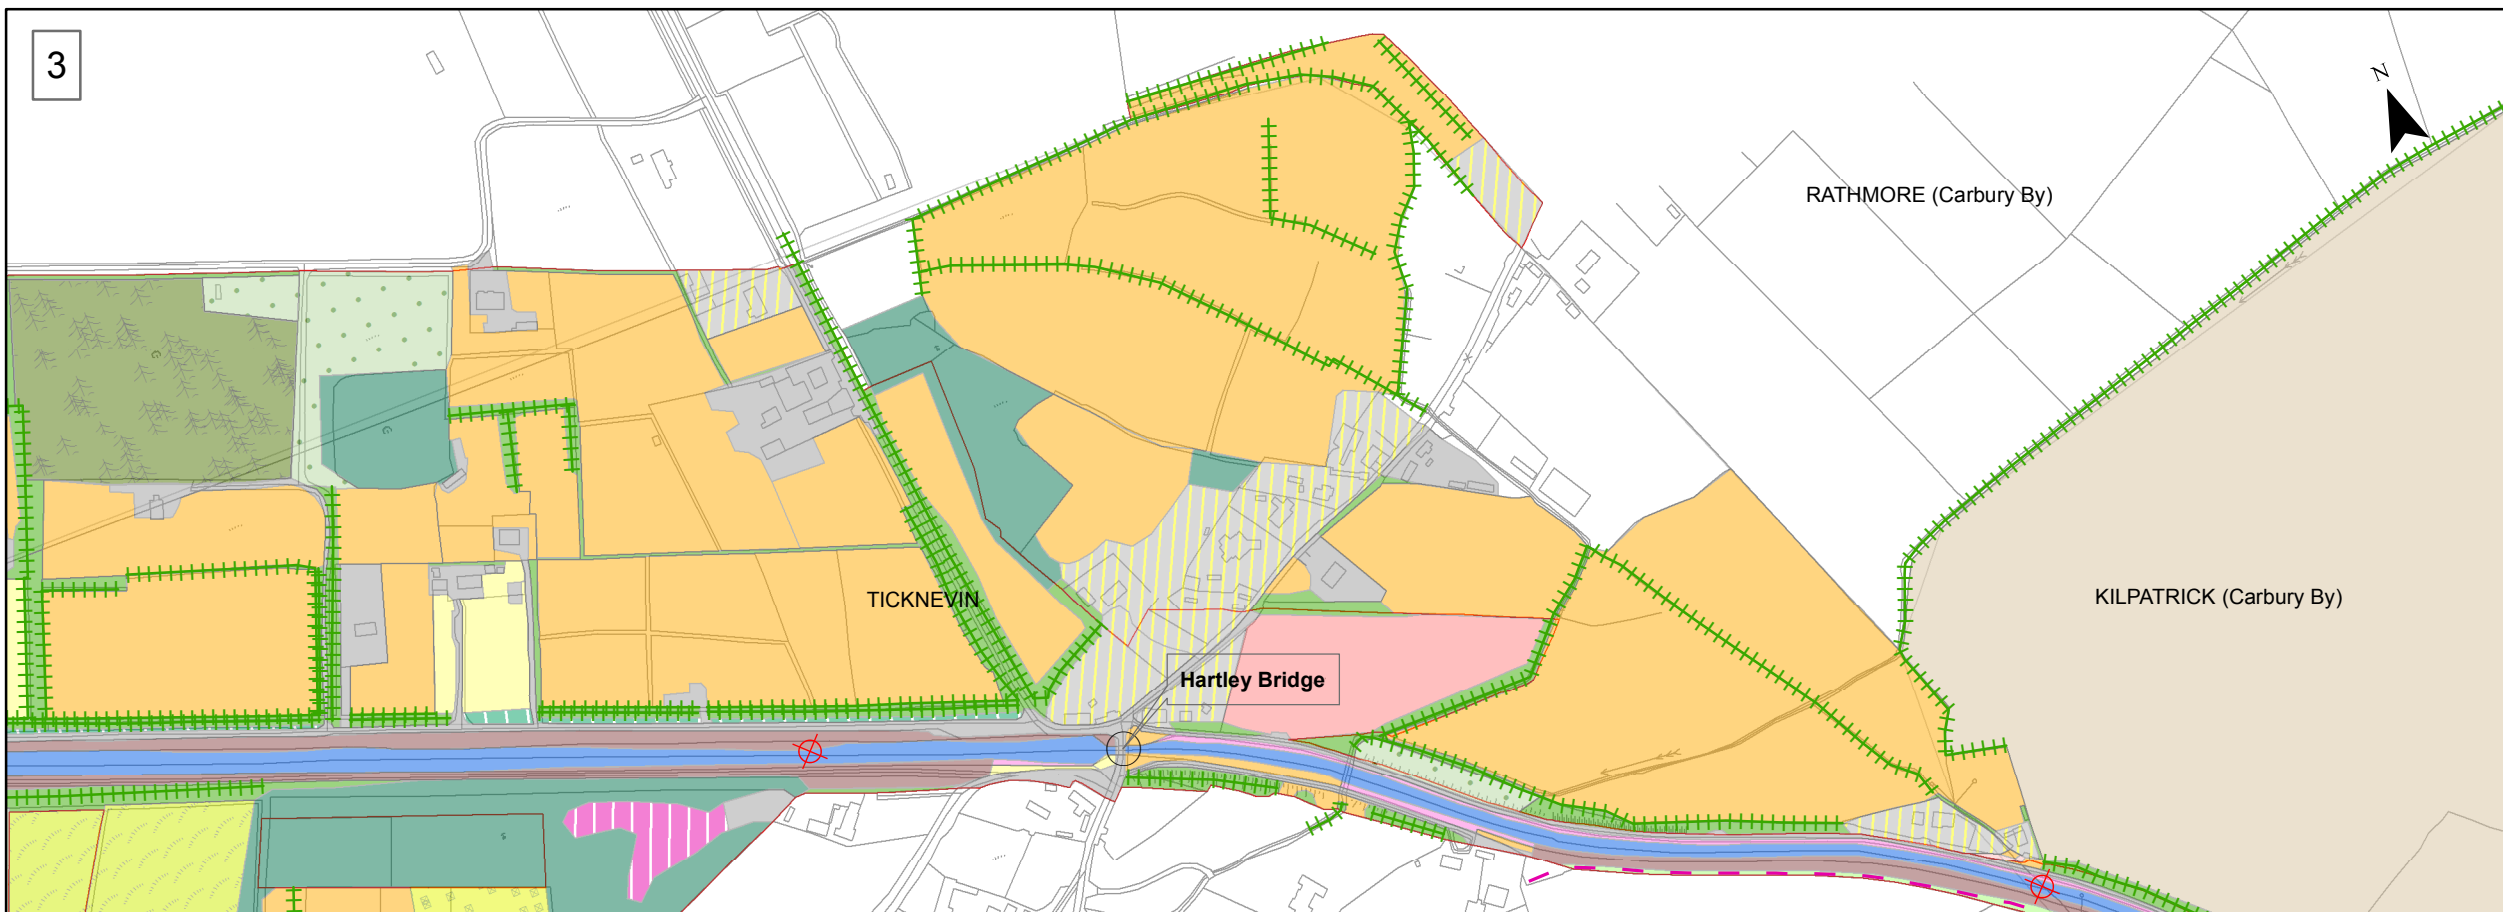 3
N
RATHMORE (Carbury By)
KILPATRICK (Carbury By)
TICKNEVIN
Hartley Bridge